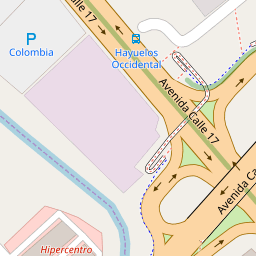 Calle 17
P
Colombia
Hayuelos
Occidental
Avenida Calle 17
Avenida Ca
Hipercentro